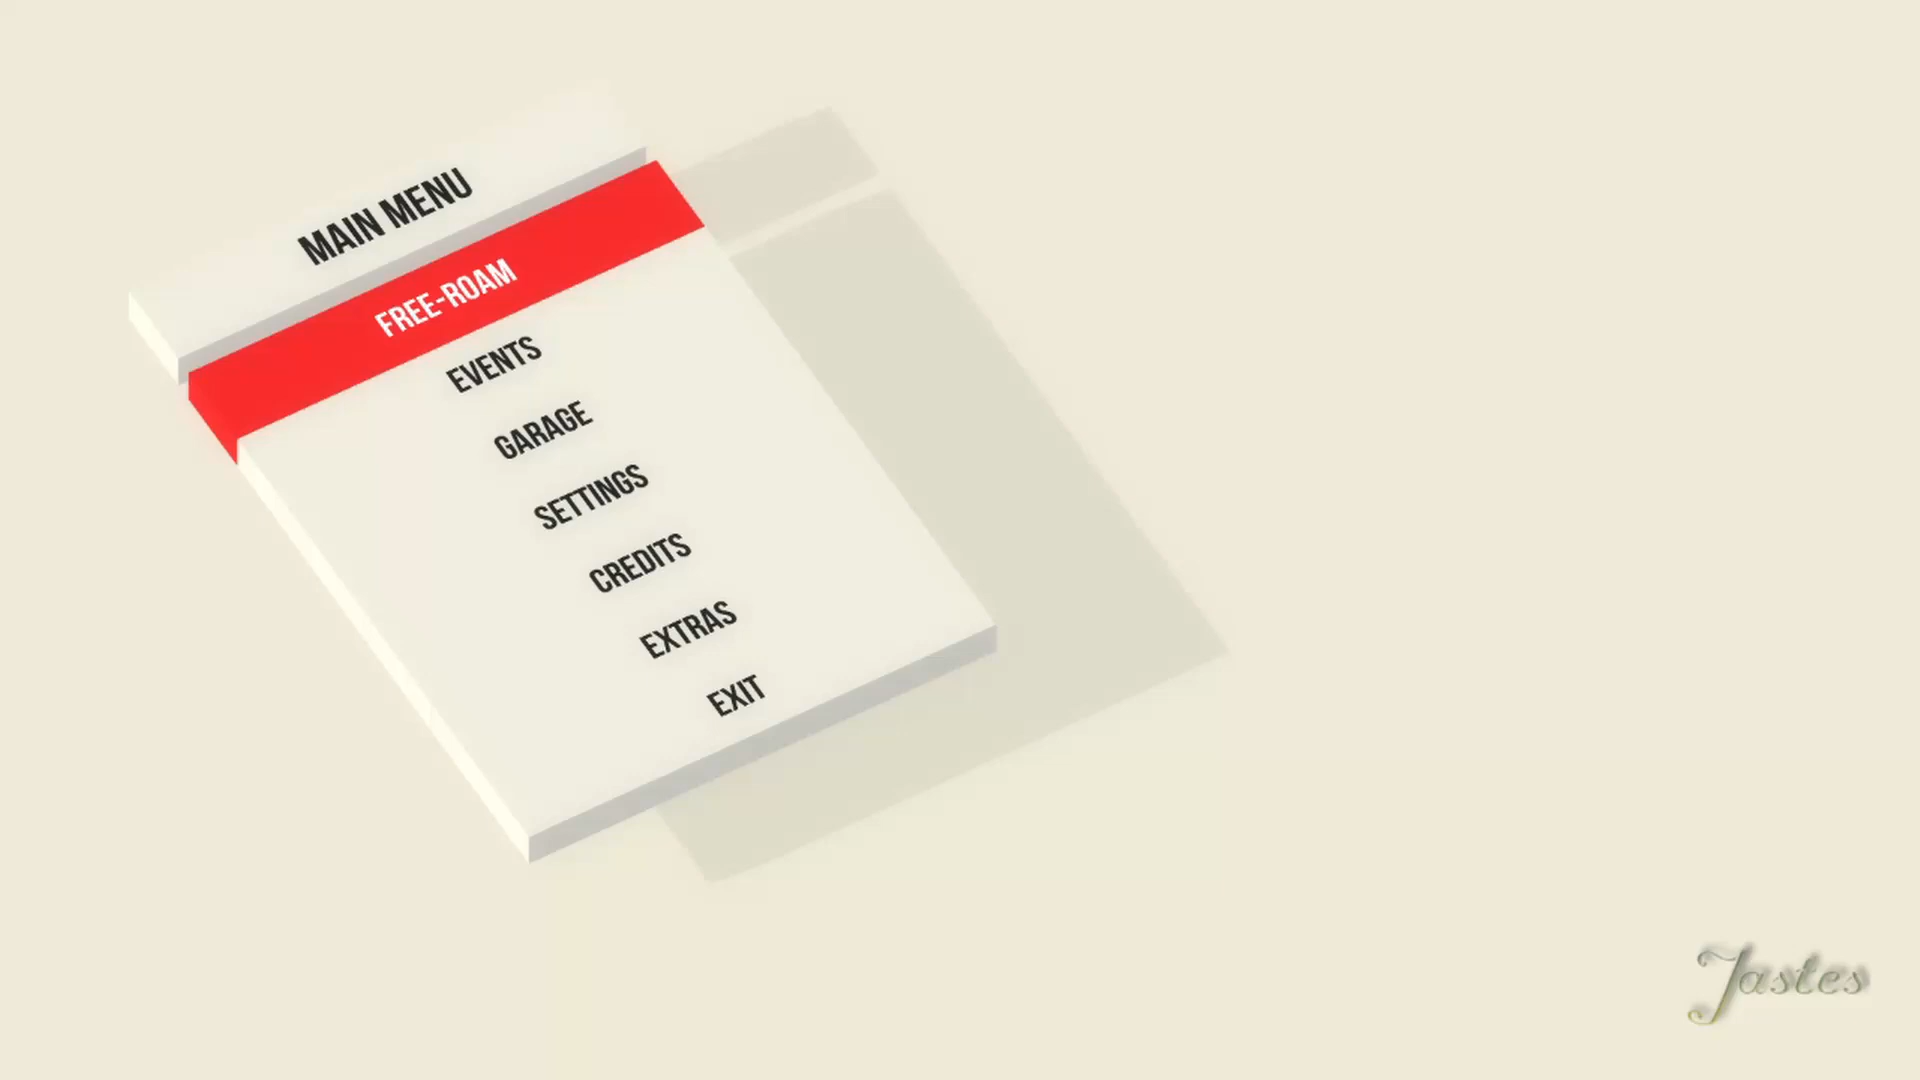 MAIN MENU
FREE-ROAM
EVENTS
GARAGE
SETTINGS
CREDITS
EXTRAS
EXIT
Jastes